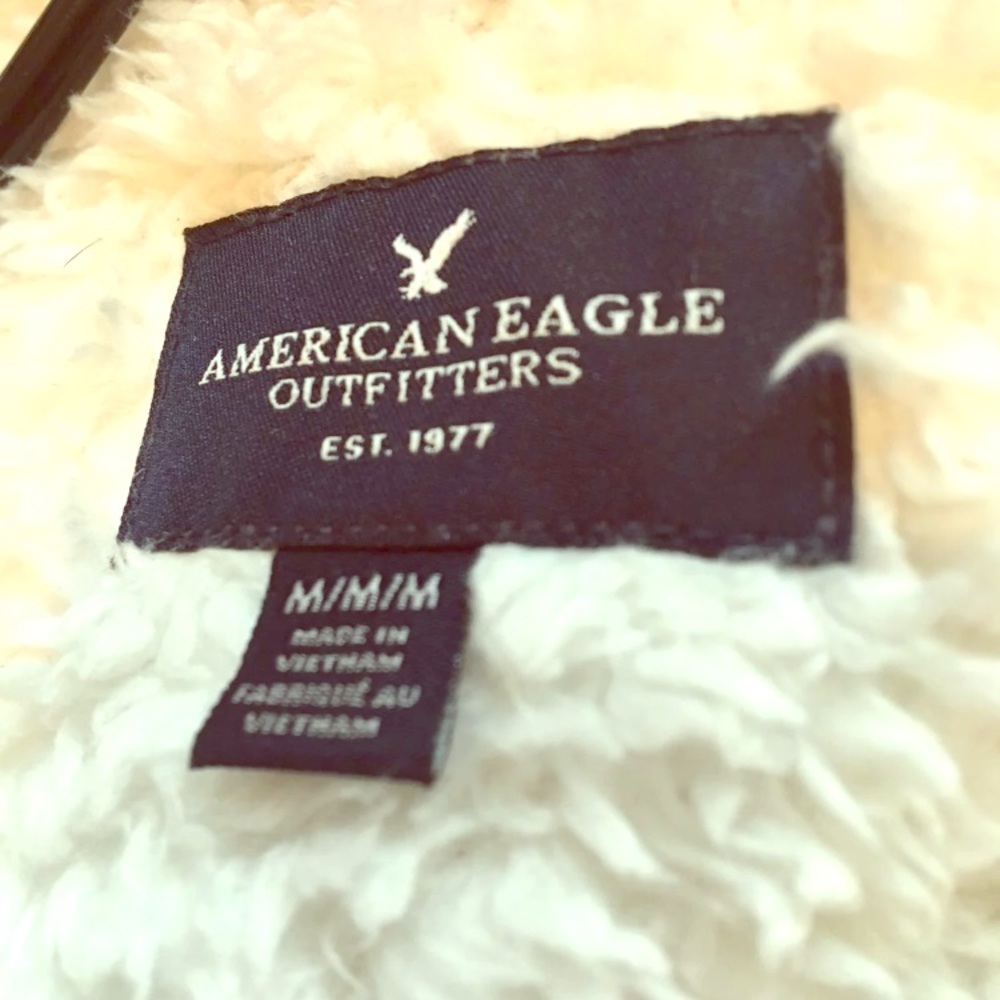 AMERICAN EAGLE
OUTFITTERS
EST. 1977
M/M/M
MADE IN
VIETNAM
FABRIQUÉ AU
VIETNAM